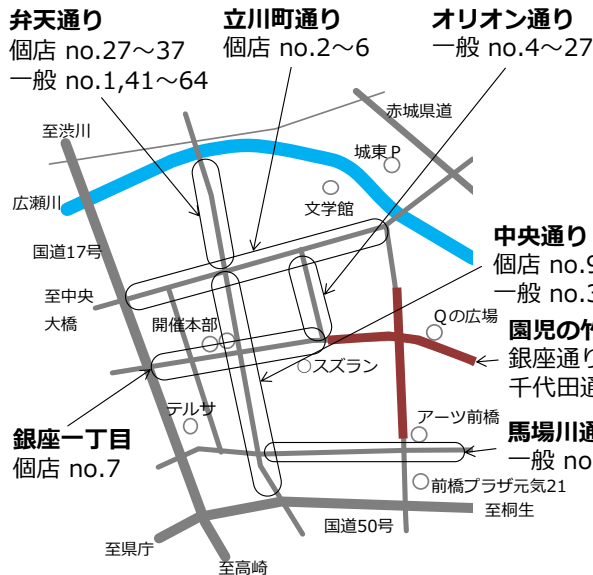 弁天通り
個店 no.27～37
一般 no.1,41～64
立川町通り
個店 no.2～6
オリオン通り
一般 no.4～27
赤城県道
至渋川
城東Ｐ
広瀬川
文学館
国道17号
中央通り
個店 no.9
一般 no.3
至中央
大橋
開催本部
Ｑの広場
園児の竹
銀座通り
千代田通
スズラン
テルサ
アーツ前橋
銀座一丁目
個店 no.7
馬場川通
一般 no
前橋プラザ元気21
至桐生
国道50号
至県庁
至高崎